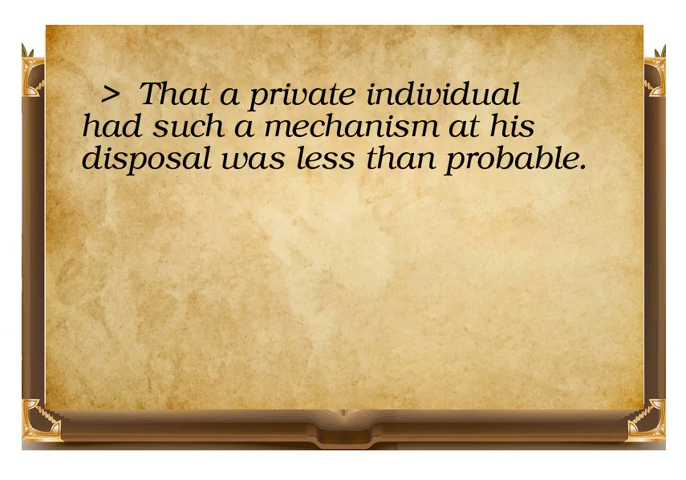 > That a private individual
had such a mechanism at his
disposal was less than probable.